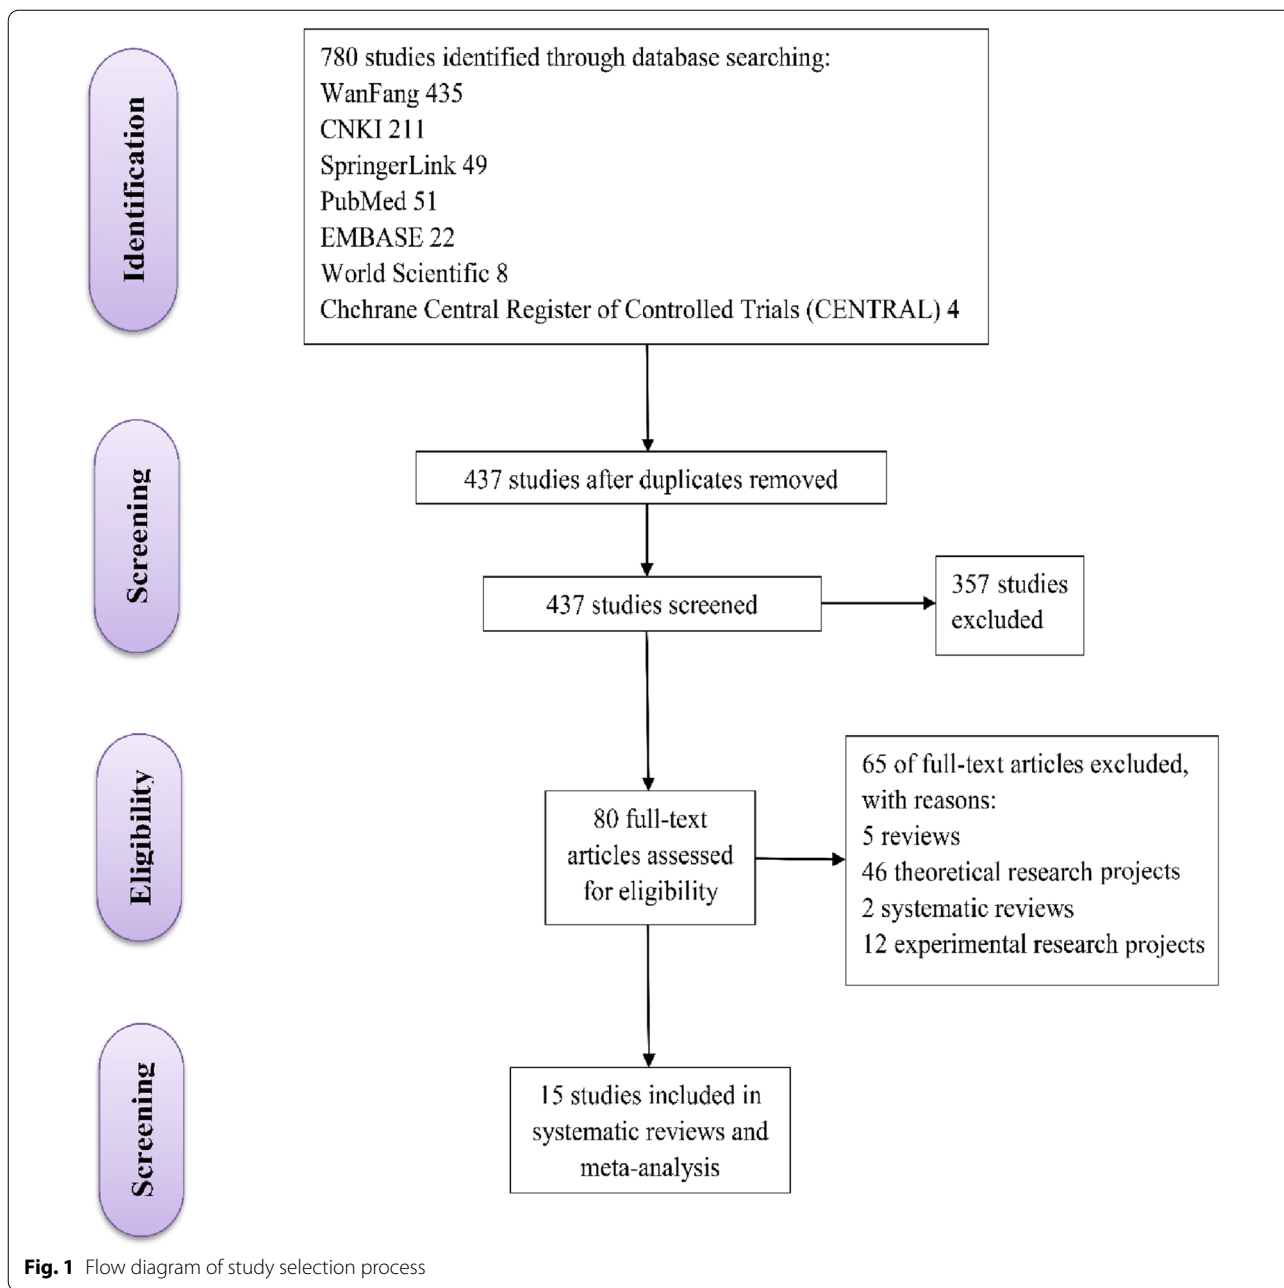 Identification
780 studies identified through database searching:
WanFang 435
CNKI 211
SpringerLink 49
PubMed 51
EMBASE 22
World Scientific 8
Chchrane Central Register of Controlled Trials (CENTRAL) 4
Screening
437 studies after duplicates removed
437 studies screened
357 studies
excluded
Eligibility
80 full-text
articles assessed
for eligibility
65 of full-text articles excluded,
with reasons:
5 reviews
46 theoretical research projects
2 systematic reviews
12 experimental research projects
Screening
15 studies included in
systematic reviews and
meta-analysis
Fig. 1 Flow diagram of study selection process